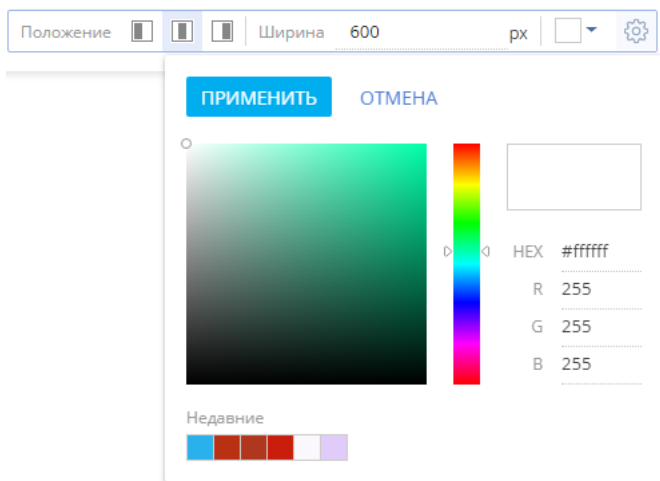 Положение Ширина 600 px
ПРИМЕНИТЬ ОТМЕНА
HEX #ffffff
R 255
G 255
B 255
Недавние